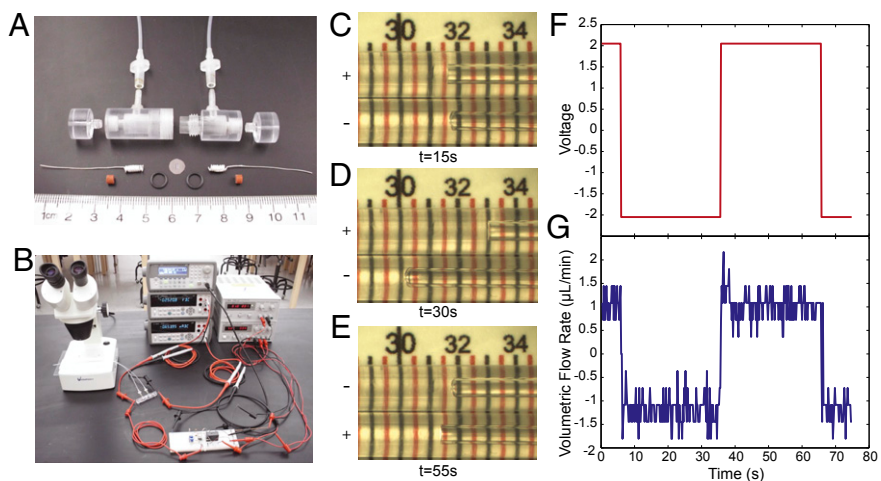 A
1cm 2 3 4 5 6 7 8 9 10 11
B
C
30 32 34
+
-
t=15s
D
30 32 34
+
-
t=30s
E
30 32 34
-
+
t=55s
F
Voltage
2.5
2
1.5
1
0.5
0
-0.5
-1
-1.5
-2
G
Volumetric Flow Rate (µL/min)
2
1.5
1
0.5
0
-0.5
-1
-1.5
-2
0 10 20 30 40 50 60 70 80
Time (s)